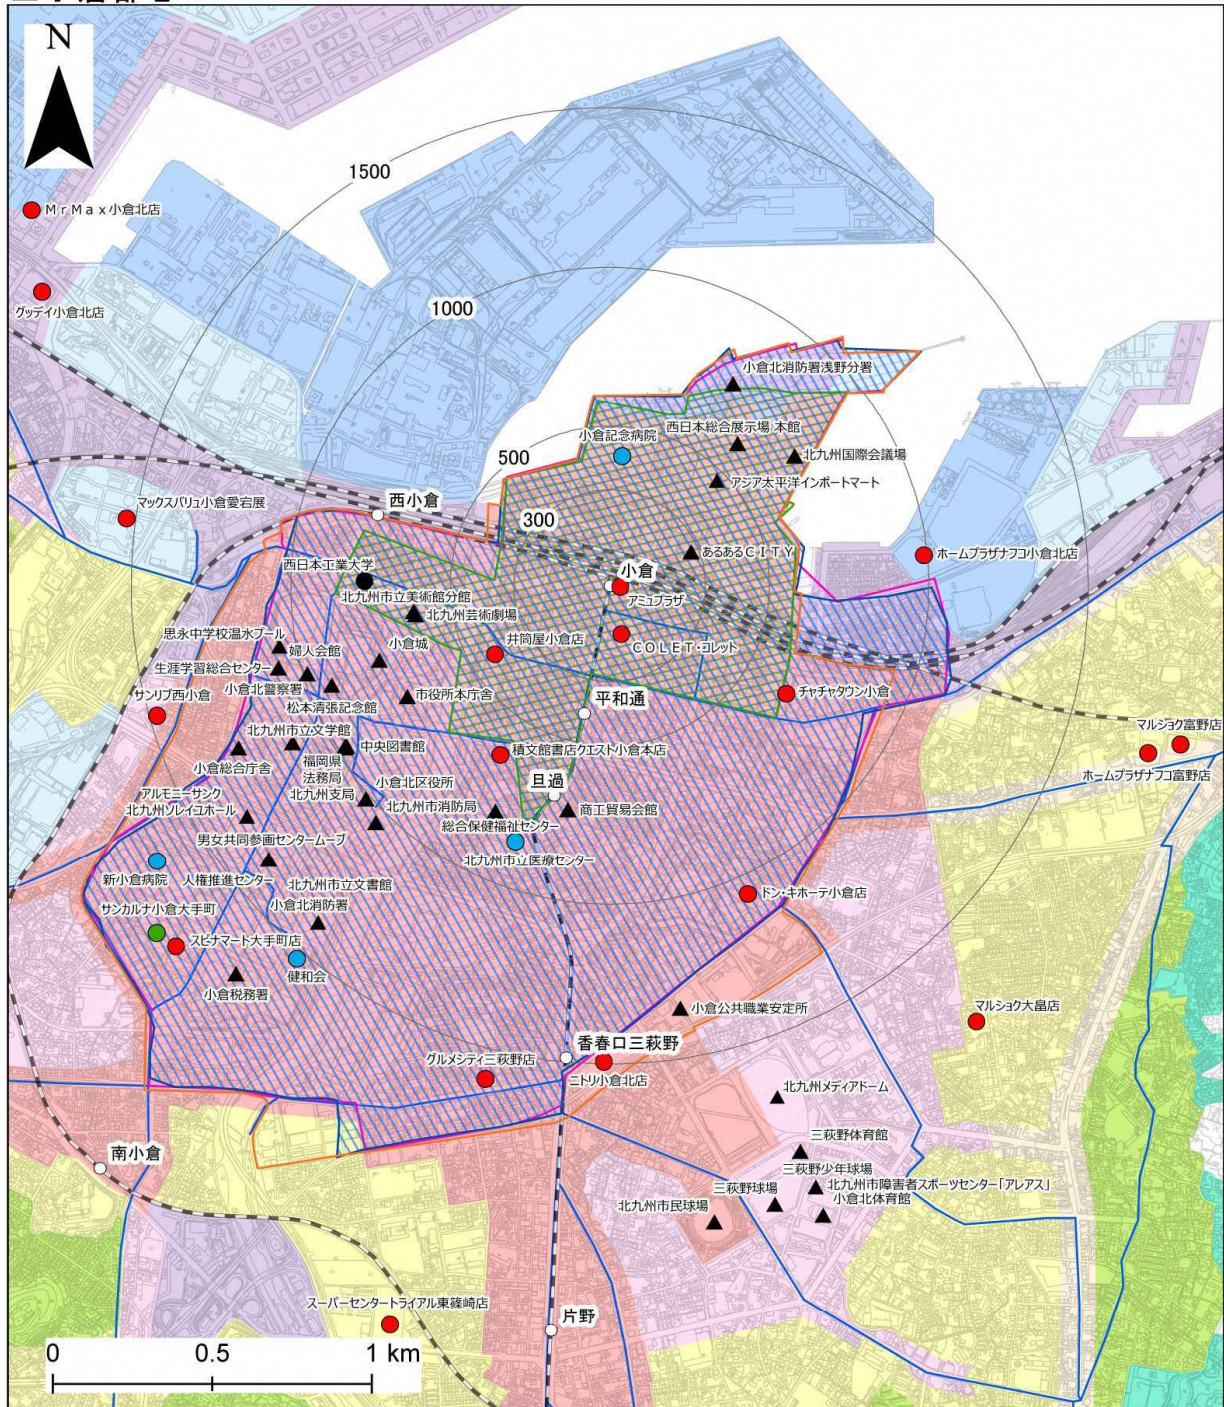 N
1500
MrMax小倉北店
1000
グッデイ小倉北店
小倉北消防署浅野分署
西日本総合展示場 本館
小倉記念病院
北九州国際会議場
500
アジア太平洋インポートマート
マックスバリュ小倉愛宕展
西小倉
300
あるあるＣＩＴＹ
ホームプラザナフコ小倉北店
西日本工業大学
小倉
北九州市立美術館分館
アミュプラザ
北九州芸術劇場
思永中学校温水プール
井筒屋小倉店
ＣＯＬＥＴ・コレット
婦人会館
小倉城
生涯学習総合センター
小倉北警察署
サンリブ西小倉
市役所本庁舎
チャチャタウン小倉
松本清張記念館
平和通
マルショク富野店
北九州市立文学館
中央図書館
積文館書店クエスト小倉本店
小倉総合庁舎
福岡県
法務局
北九州支局
ホームプラザナフコ富野店
旦過
小倉北区役所
アルモニーサンク
北九州ソレイユホール
北九州市消防局
商工貿易会館
総合保健福祉センター
男女共同参画センタームーブ
北九州市立医療センター
新小倉病院
人権推進センター
北九州市立文書館
ドン・キホーテ小倉店
サンカルナ小倉大手町
小倉北消防署
スピナマート大手町店
健和会
小倉税務署
小倉公共職業安定所
マルショク大畠店
香春口三萩野
グルメシティ三萩野店
ニトリ小倉北店
北九州メディアドーム
南小倉
三萩野体育館
三萩野少年球場
三萩野球場
北九州市障害者スポーツセンター「アレアス」
北九州市民球場
小倉北体育館
スーパーセンタートライアル東篠崎店
片野
0 0.5 1 km